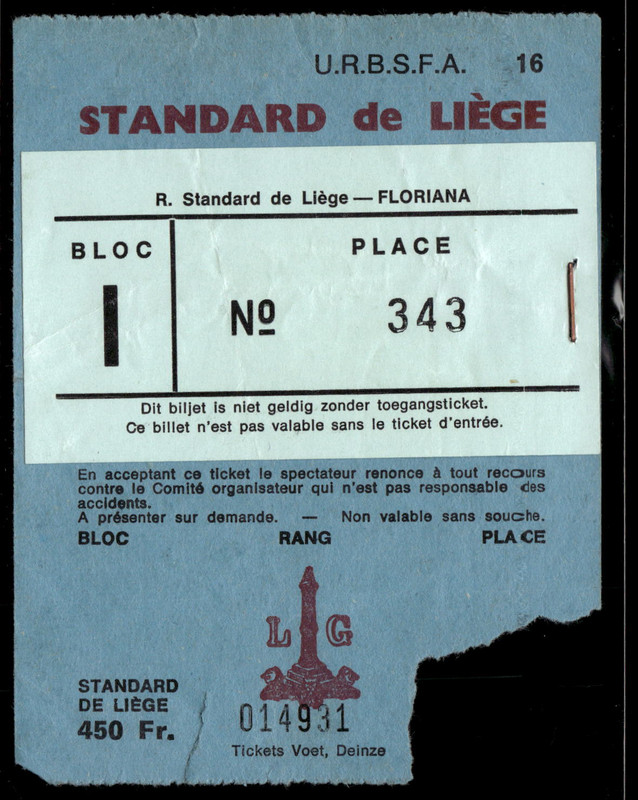 U.R.B.S.F.A. 16
STANDARD de LIÈGE
R. Standard de Liège — FLORIANA
BLOC PLACE
I Nº 343
Dit biljet is niet geldig zonder toegangsticket.
Ce billet n'est pas valable sans le ticket d'entrée.
En acceptant ce ticket le spectateur renonce à tout recours
contre le Comité organisateur qui n'est pas responsable des
accidents.
A présenter sur demande. — Non valable sans souche.
BLOC RANG PLACE
L G
STANDARD
DE LIÈGE
450 Fr.
014931
Tickets Voet, Deinze